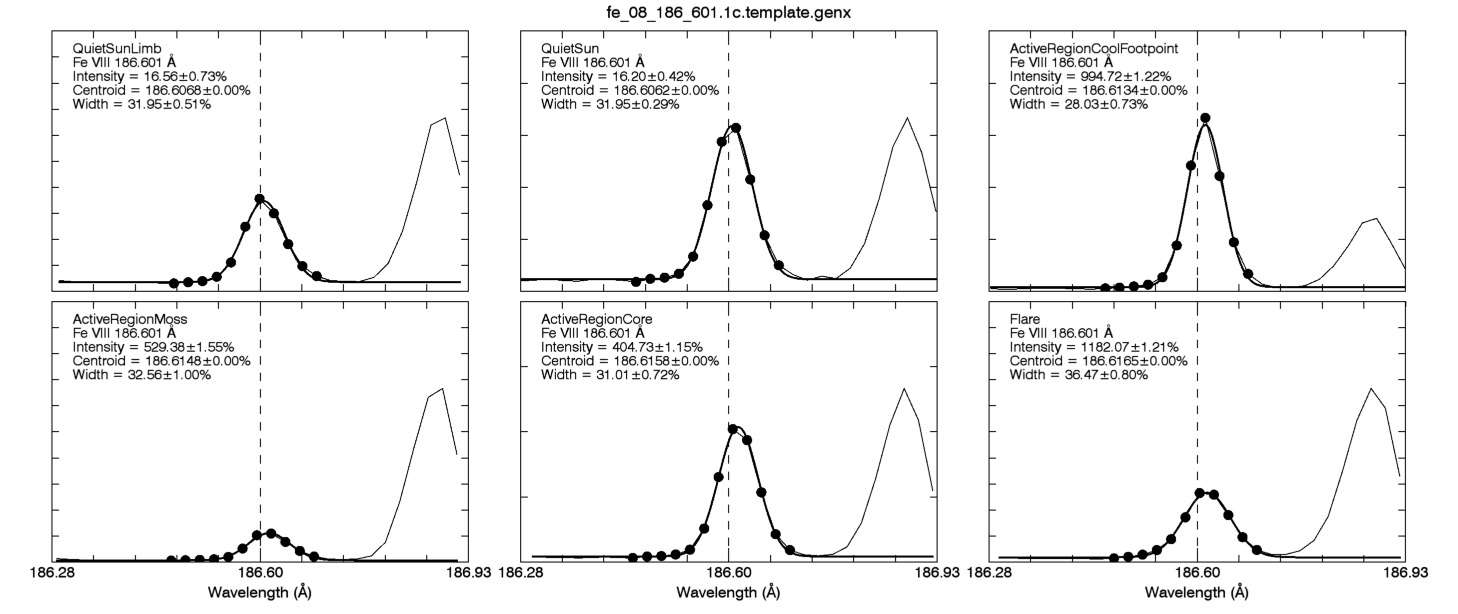 fe_08_186_601.1c.template.genx
QuietSunLimb
Fe VIII 186.601 Å
Intensity = 16.56±0.73%
Centroid = 186.6068±0.00%
Width = 31.95±0.51%
QuietSun
Fe VIII 186.601 Å
Intensity = 16.20±0.42%
Centroid = 186.6062±0.00%
Width = 31.95±0.29%
ActiveRegionCoolFootpoint
Fe VIII 186.601 Å
Intensity = 994.72±1.22%
Centroid = 186.6134±0.00%
Width = 28.03±0.73%
ActiveRegionMoss
Fe VIII 186.601 Å
Intensity = 529.38±1.55%
Centroid = 186.6148±0.00%
Width = 32.56±1.00%
ActiveRegionCore
Fe VIII 186.601 Å
Intensity = 404.73±1.15%
Centroid = 186.6158±0.00%
Width = 31.01±0.72%
Flare
Fe VIII 186.601 Å
Intensity = 1182.07±1.21%
Centroid = 186.6165±0.00%
Width = 36.47±0.80%
186.28 186.60 186.93 186.28 186.60 186.93 186.28 186.60 186.93
Wavelength (Å) Wavelength (Å) Wavelength (Å)